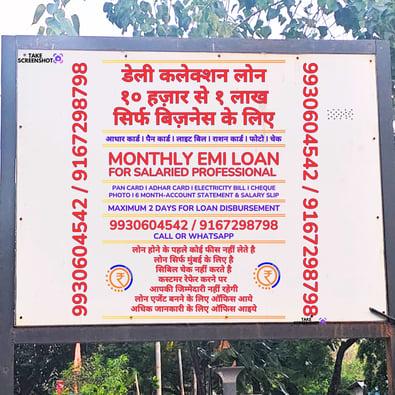 TAKE
SCREENSHOT
डेली कलेक्शन लोन
१० हज़ार से १ लाख
सिर्फ बिज़नेस के लिए
आधार कार्ड । पैन कार्ड । लाइट बिल । राशन कार्ड । फोटो । चेक
MONTHLY EMI LOAN
FOR SALARIED PROFESSIONAL
PAN CARD | ADHAR CARD | ELECTRICITY BILL | CHEQUE
PHOTO | 6 MONTH-ACCOUNT STATEMENT & SALARY SLIP
MAXIMUM 2 DAYS FOR LOAN DISBURSEMENT
9930604542 / 9167298798
CALL OR WHATSAPP
लोन होने के पहले कोई फीस नहीं लेते है
लोन सिर्फ मुंबई के लिए है
सिबिल चेक नहीं करते है
कस्टमर रेफेर करने पर
आपकी जिम्मेदारी नहीं रहेगी
लोन एजेंट बनने के लिए ऑफिस आये
अधिक जानकारी के लिए ऑफिस आइये
9930604542 / 9167298798
9930604542 / 9167298798
₹
₹
TAKE